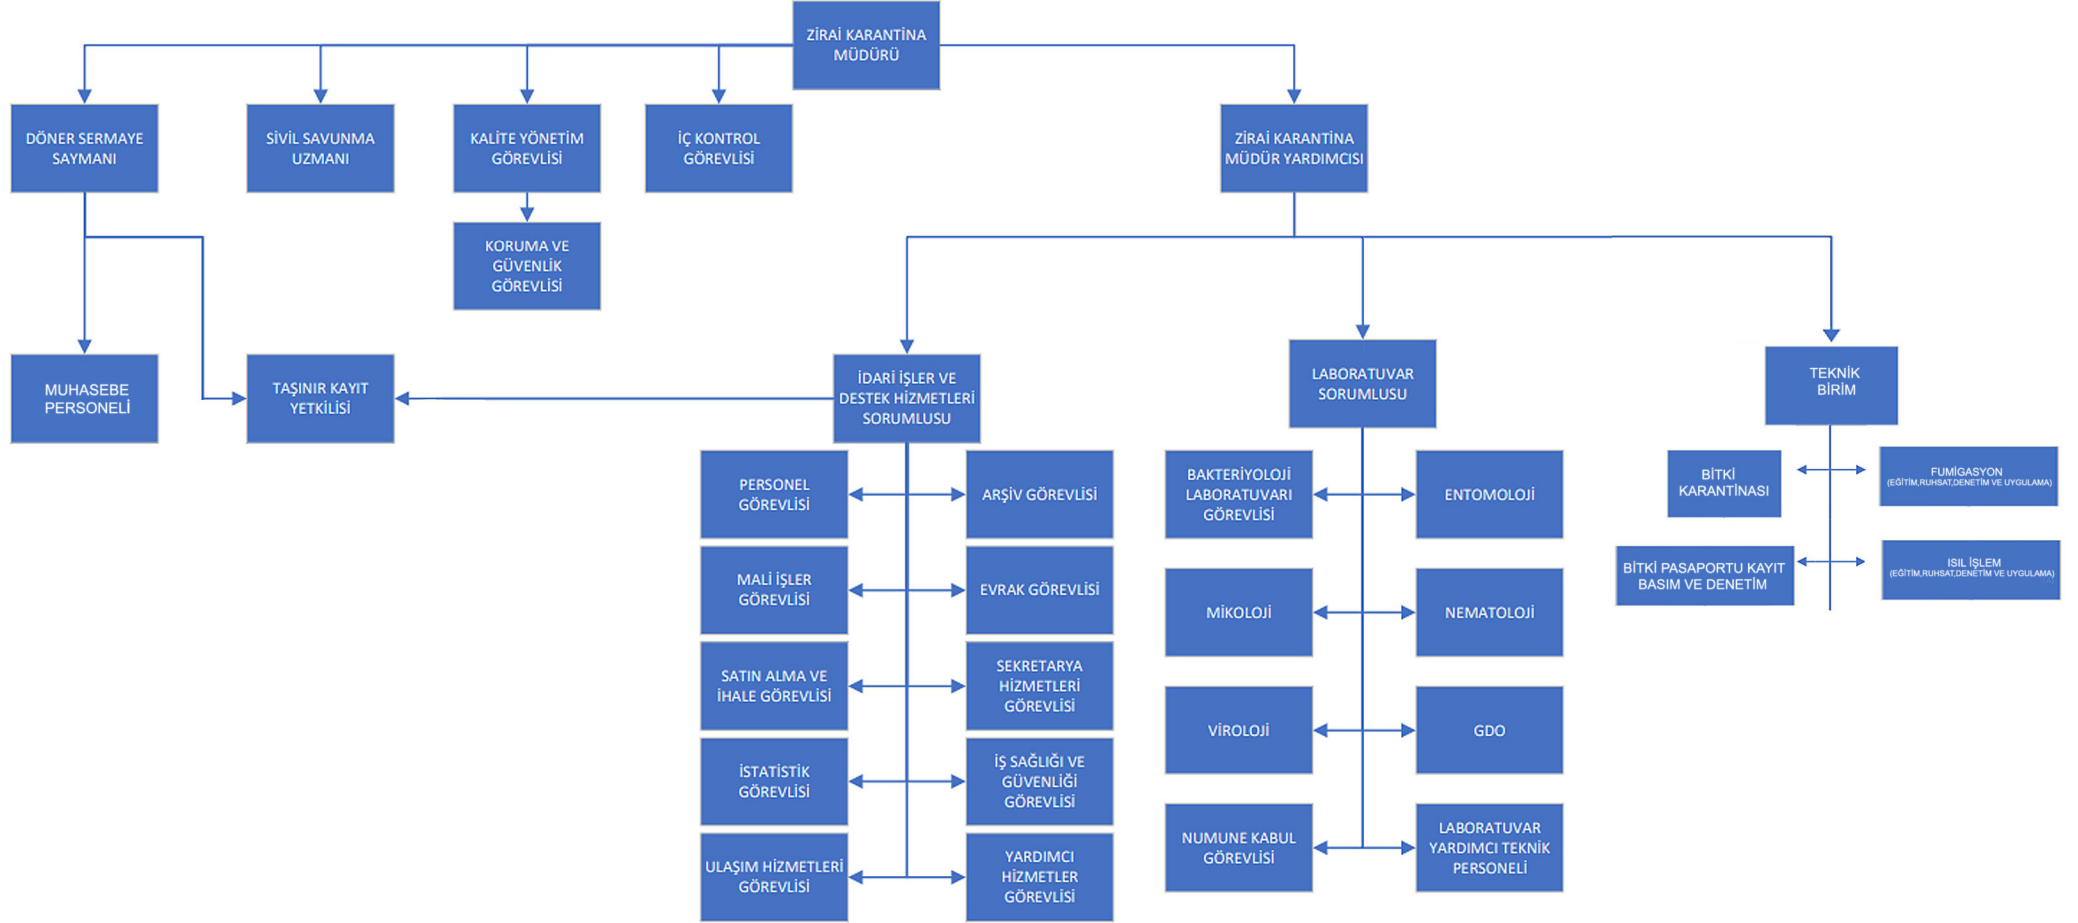 ZİRAİ KARANTİNA
MÜDÜRÜ
DÖNER SERMAYE
SAYMANI
SİVİL SAVUNMA
UZMANI
KALİTE YÖNETİM
GÖREVLİSİ
İÇ KONTROL
GÖREVLİSİ
ZİRAİ KARANTİNA
MÜDÜR YARDIMCISI
KORUMA VE
GÜVENLİK
GÖREVLİSİ
MUHASEBE
PERSONELİ
TAŞINIR KAYIT
YETKİLİSİ
İDARİ İŞLER VE
DESTEK HİZMETLERİ
SORUMLUSU
LABORATUVAR
SORUMLUSU
TEKNİK
BİRİM
PERSONEL
GÖREVLİSİ
ARŞİV GÖREVLİSİ
MALİ İŞLER
GÖREVLİSİ
EVRAK GÖREVLİSİ
SATIN ALMA VE
İHALE GÖREVLİSİ
SEKRETARYA
HİZMETLERİ
GÖREVLİSİ
İSTATİSTİK
GÖREVLİSİ
İŞ SAĞLIĞI VE
GÜVENLİĞİ
GÖREVLİSİ
ULAŞIM HİZMETLERİ
GÖREVLİSİ
YARDIMCI
HİZMETLER
GÖREVLİSİ
BAKTERİYOLOJİ
LABORATUVARI
GÖREVLİSİ
ENTOMOLOJİ
MİKOLOJİ
NEMATOLOJİ
VİROLOJİ
GDO
NUMUNE KABUL
GÖREVLİSİ
LABORATUVAR
YARDIMCI TEKNİK
PERSONELİ
BİTKİ
KARANTİNASI
FUMİGASYON
(EĞİTİM,RUHSAT,DENETİM VE UYGULAMA)
BİTKİ PASAPORTU KAYIT
BASIM VE DENETİM
ISIL İŞLEM
(EĞİTİM,RUHSAT,DENETİM VE UYGULAMA)